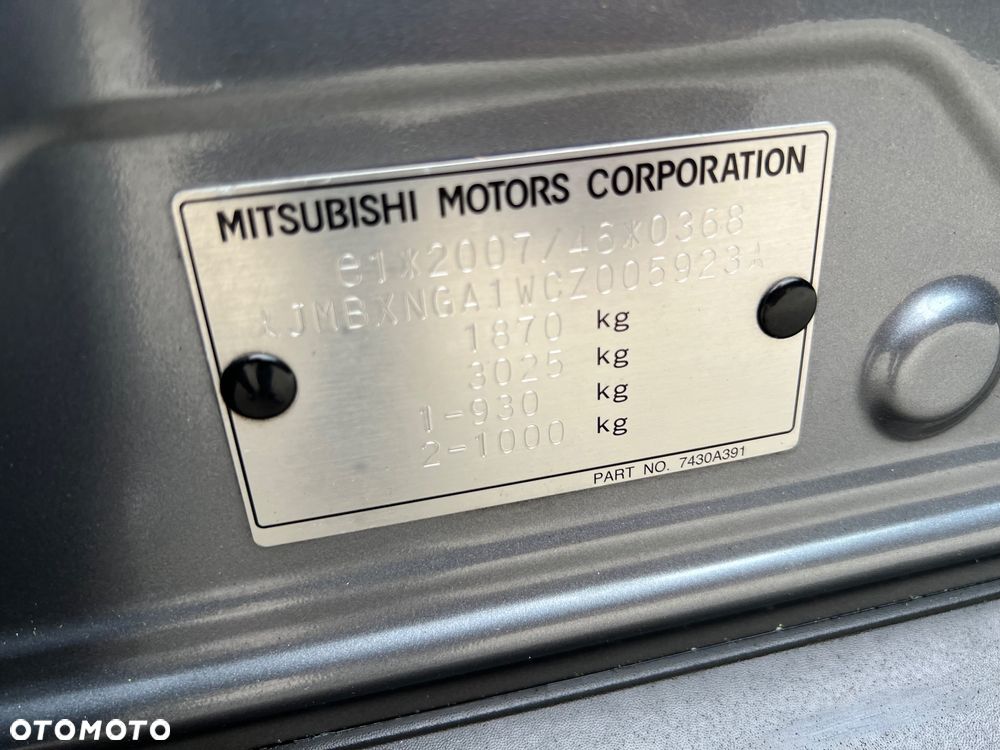 MITSUBISHI MOTORS CORPORATION
e1*2007/46*0368
*JMBXNGA1WCZ005923*
1870 kg
3025 kg
1-930 kg
2-1000 kg
PART NO. 7430A391
OTOMOTO